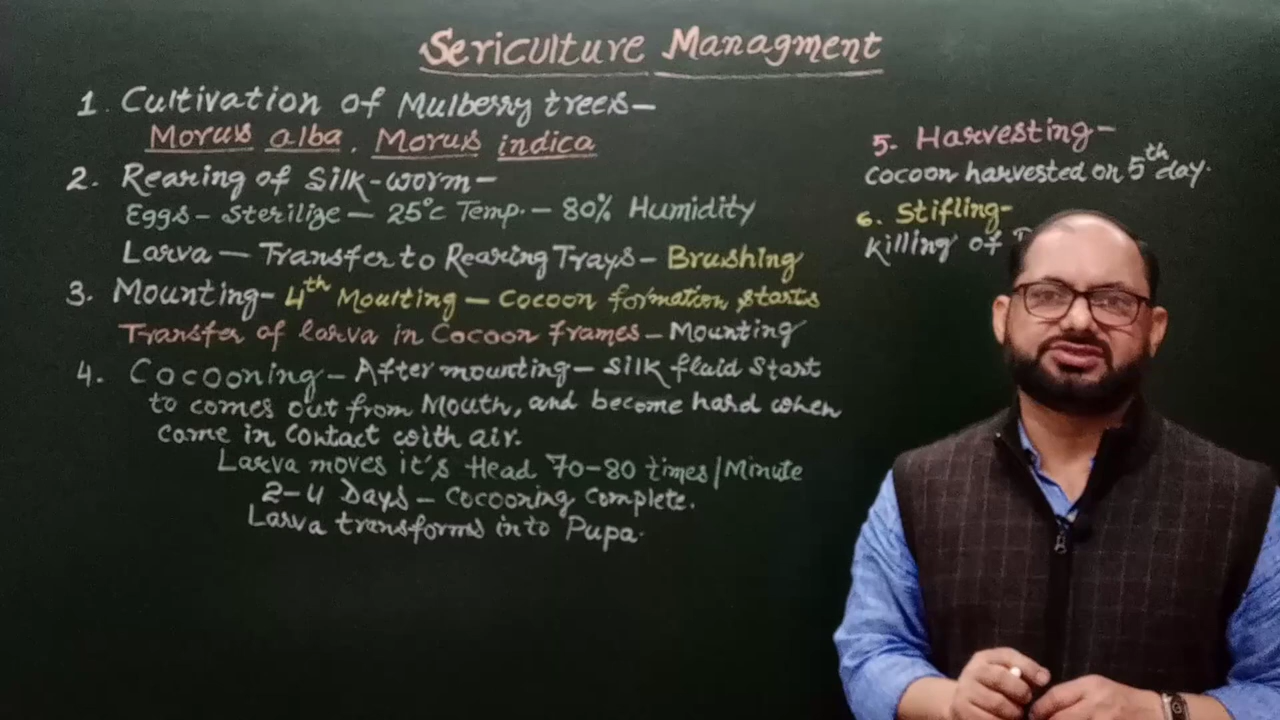 Sericulture Managment
1. Cultivation of Mulberry trees-
Morus alba, Morus indica
2. Rearing of Silk-worm-
Eggs - Sterilize - 25°C Temp. - 80% Humidity
Larva - Transfer to Rearing Trays - Brushing
3. Mounting - 4th Moulting - Cocoon formation starts
Transfer of larva in Cocoon frames - Mounting
4. Cocooning - After mounting - Silk fluid start
to comes out from Mouth, and become hard when
come in contact with air.
Larva moves it's Head 70-80 times/Minute
2-4 Days - Cocooning complete.
Larva transforms into Pupa.
5. Harvesting-
Cocoon harvested on 5th day.
6. Stifling-
Killing of